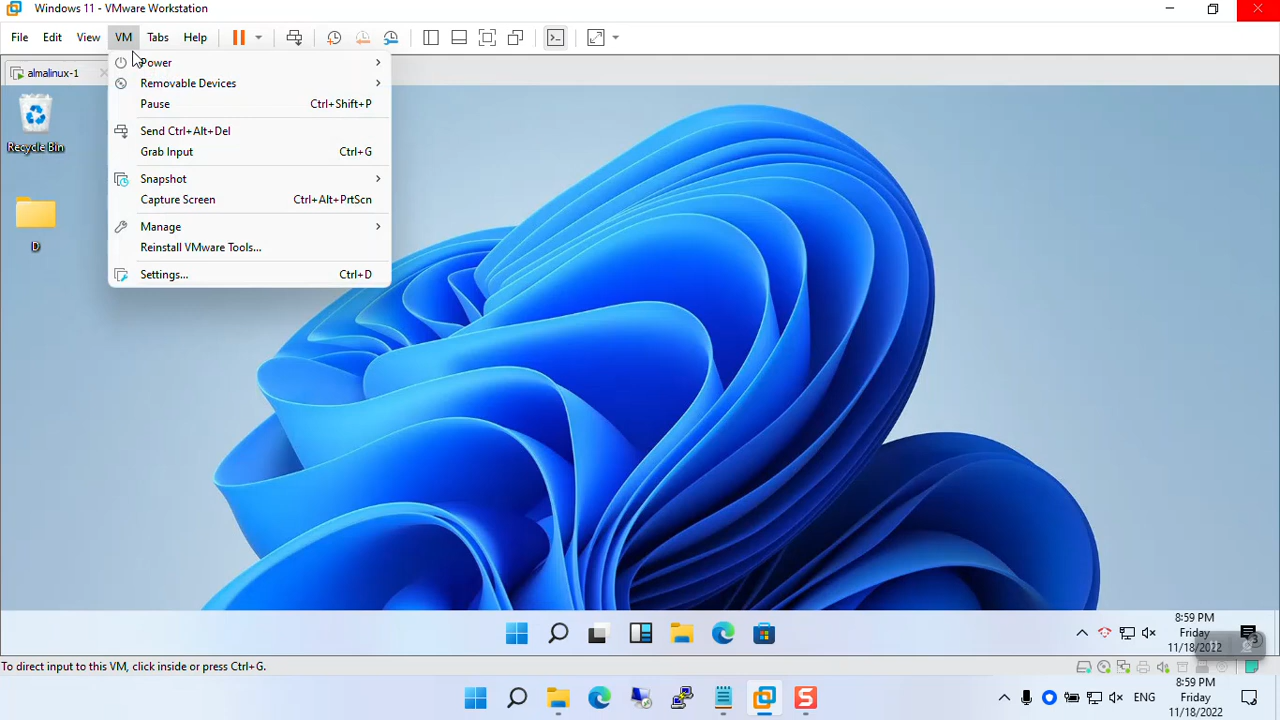 Windows 11 - VMware Workstation
File Edit View VM Tabs Help
almalinux-1
Power
Removable Devices
Pause Ctrl+Shift+P
Send Ctrl+Alt+Del
Grab Input Ctrl+G
Snapshot
Capture Screen Ctrl+Alt+PrtScn
Manage
Reinstall VMware Tools...
Settings... Ctrl+D
Recycle Bin
D
8:59 PM
Friday
11/18/2022
3
To direct input to this VM, click inside or press Ctrl+G.
S
ENG
8:59 PM
Friday
11/18/2022